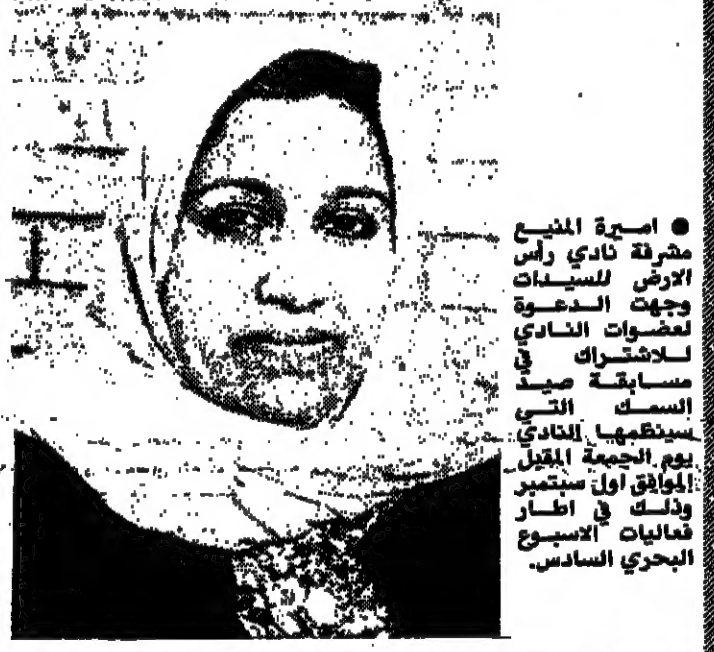 ● اميرة المنيع
مشرفة نادي رأس
الارض للسيدات
وجهت الدعوة
لعضوات النادي
للاشتراك في
مسابقة صيد
السمك التي
سينظمها النادي
يوم الجمعة المقبل
الموافق اول سبتمبر
وذلك في اطار
فعاليات الاسبوع
البحري السادس.